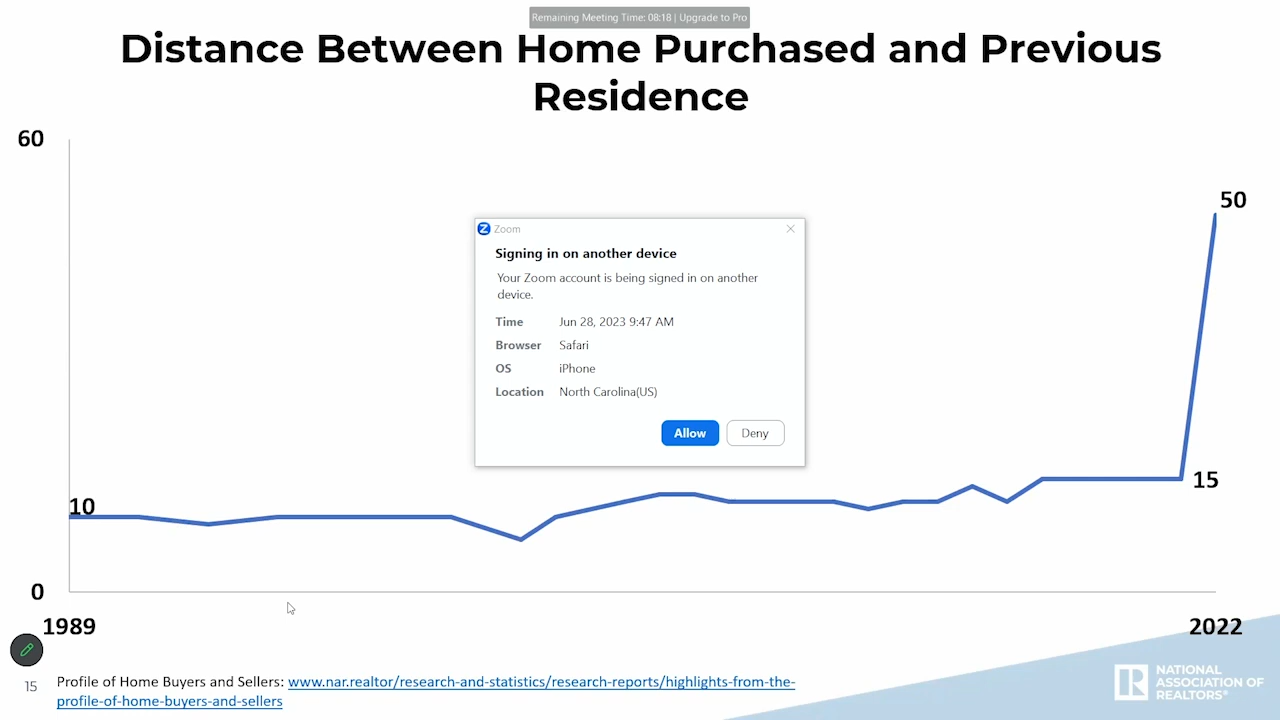 Remaining Meeting Time: 08:18 | Upgrade to Pro
Distance Between Home Purchased and Previous
Residence
60
50
Zoom
Signing in on another device
Your Zoom account is being signed in on another
device.
Time Jun 28, 2023 9:47 AM
Browser Safari
OS iPhone
Location North Carolina(US)
Allow Deny
15
10
0
1989
2022
15
Profile of Home Buyers and Sellers: www.nar.realtor/research-and-statistics/research-reports/highlights-from-the-
profile-of-home-buyers-and-sellers
NATIONAL
ASSOCIATION OF
REALTORS®